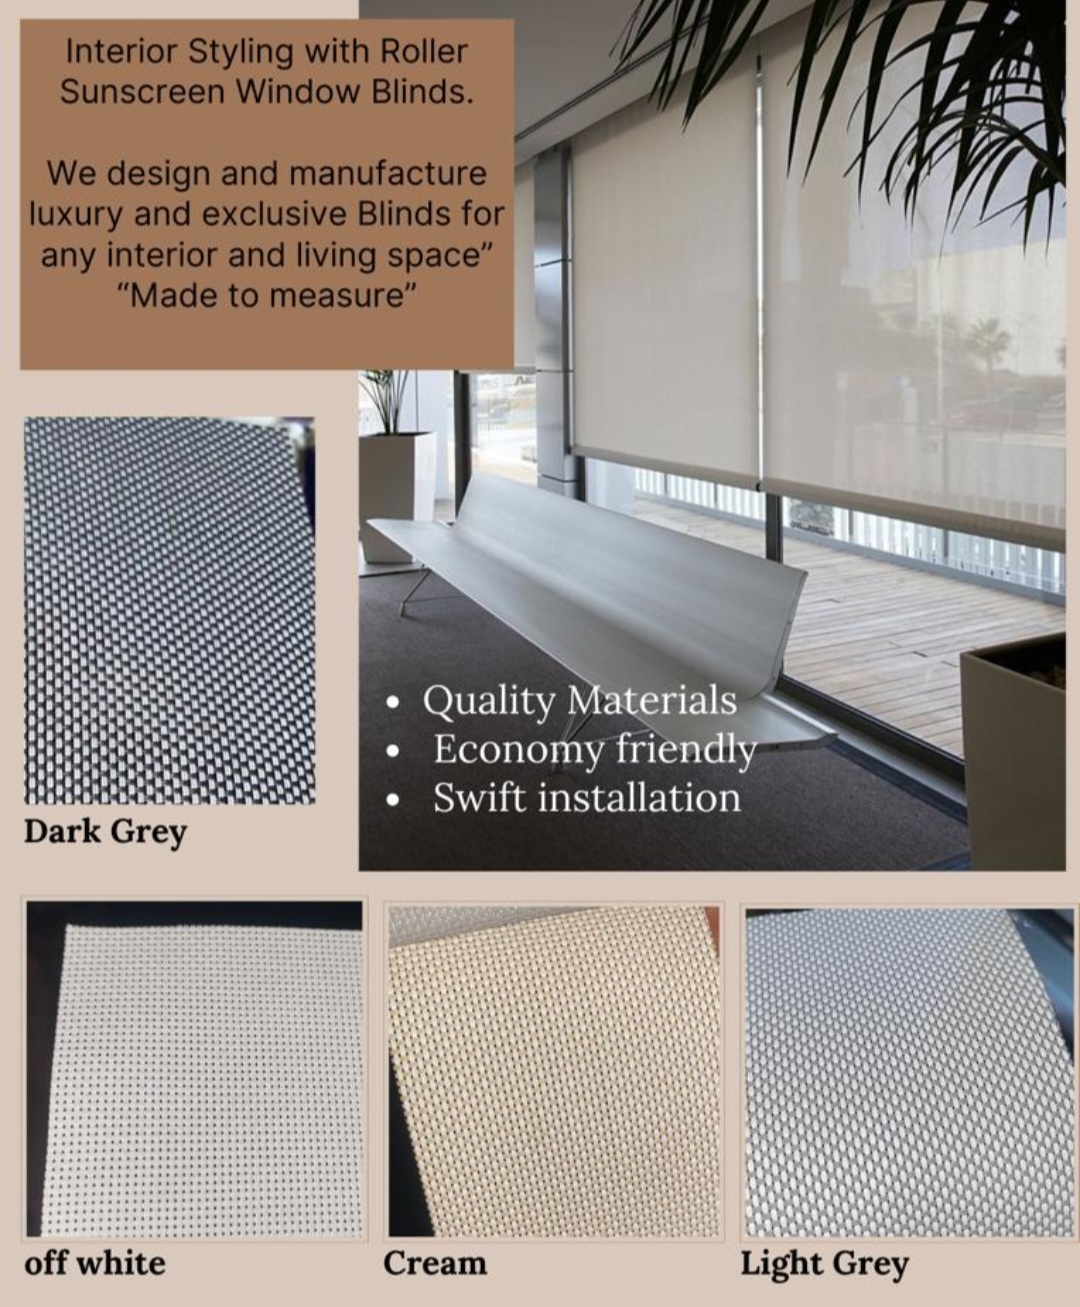 Interior Styling with Roller
Sunscreen Window Blinds.
We design and manufacture
luxury and exclusive Blinds for
any interior and living space”
“Made to measure”
• Quality Materials
• Economy friendly
• Swift installation
Dark Grey
off white
Cream
Light Grey